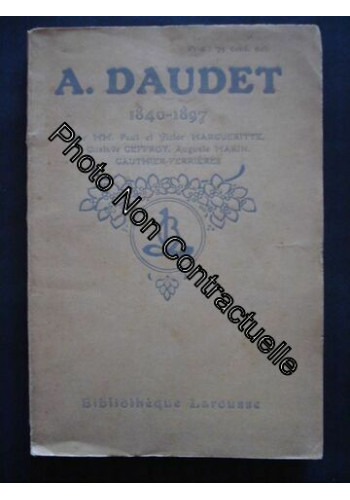 A. DAUDET
1840-1897
MM. Paul et Victor MARGUERITTE,
Gustave GEFFROY, Auguste MARIN,
GAUTHIER-FERRIÈRES
BL
Photo Non Contractuelle
Bibliothèque Larousse